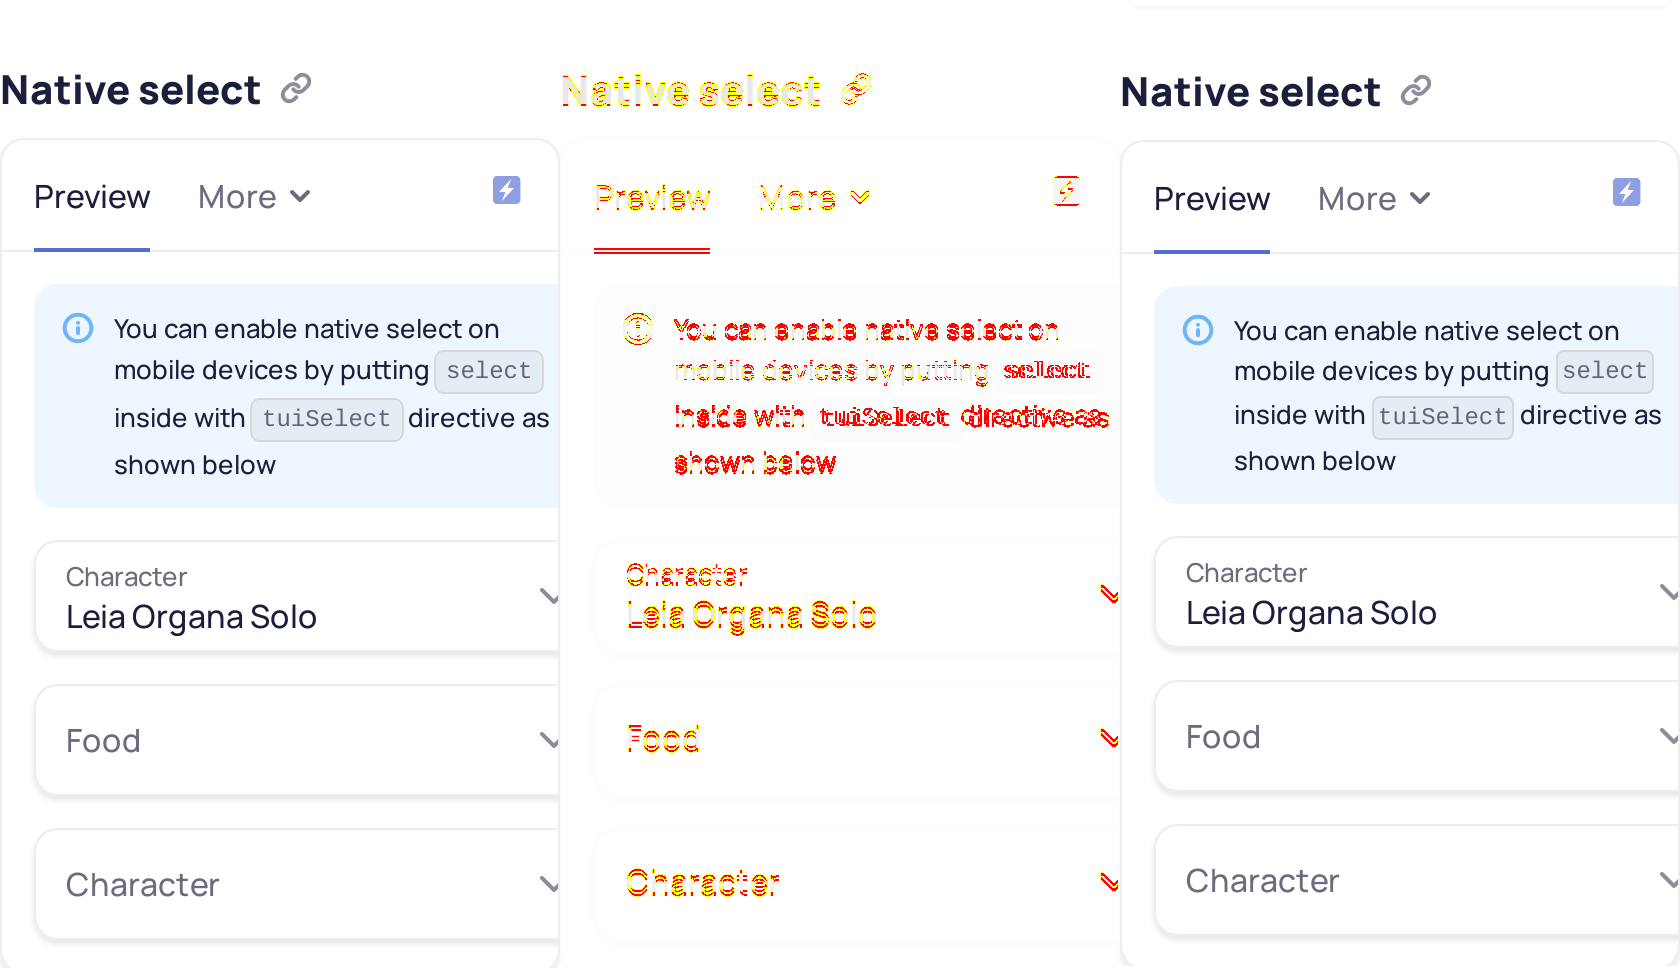 Native select
Preview More
You can enable native select on
mobile devices by putting select
inside with tuiSelect directive as
shown below
Character
Leia Organa Solo
Food
Character
Native select
Preview More
You can enable native select on
mobile devices by putting select
inside with tuiSelect directive as
shown below
Character
Leia Organa Solo
Food
Character
Native select
Preview More
You can enable native select on
mobile devices by putting select
inside with tuiSelect directive as
shown below
Character
Leia Organa Solo
Food
Character